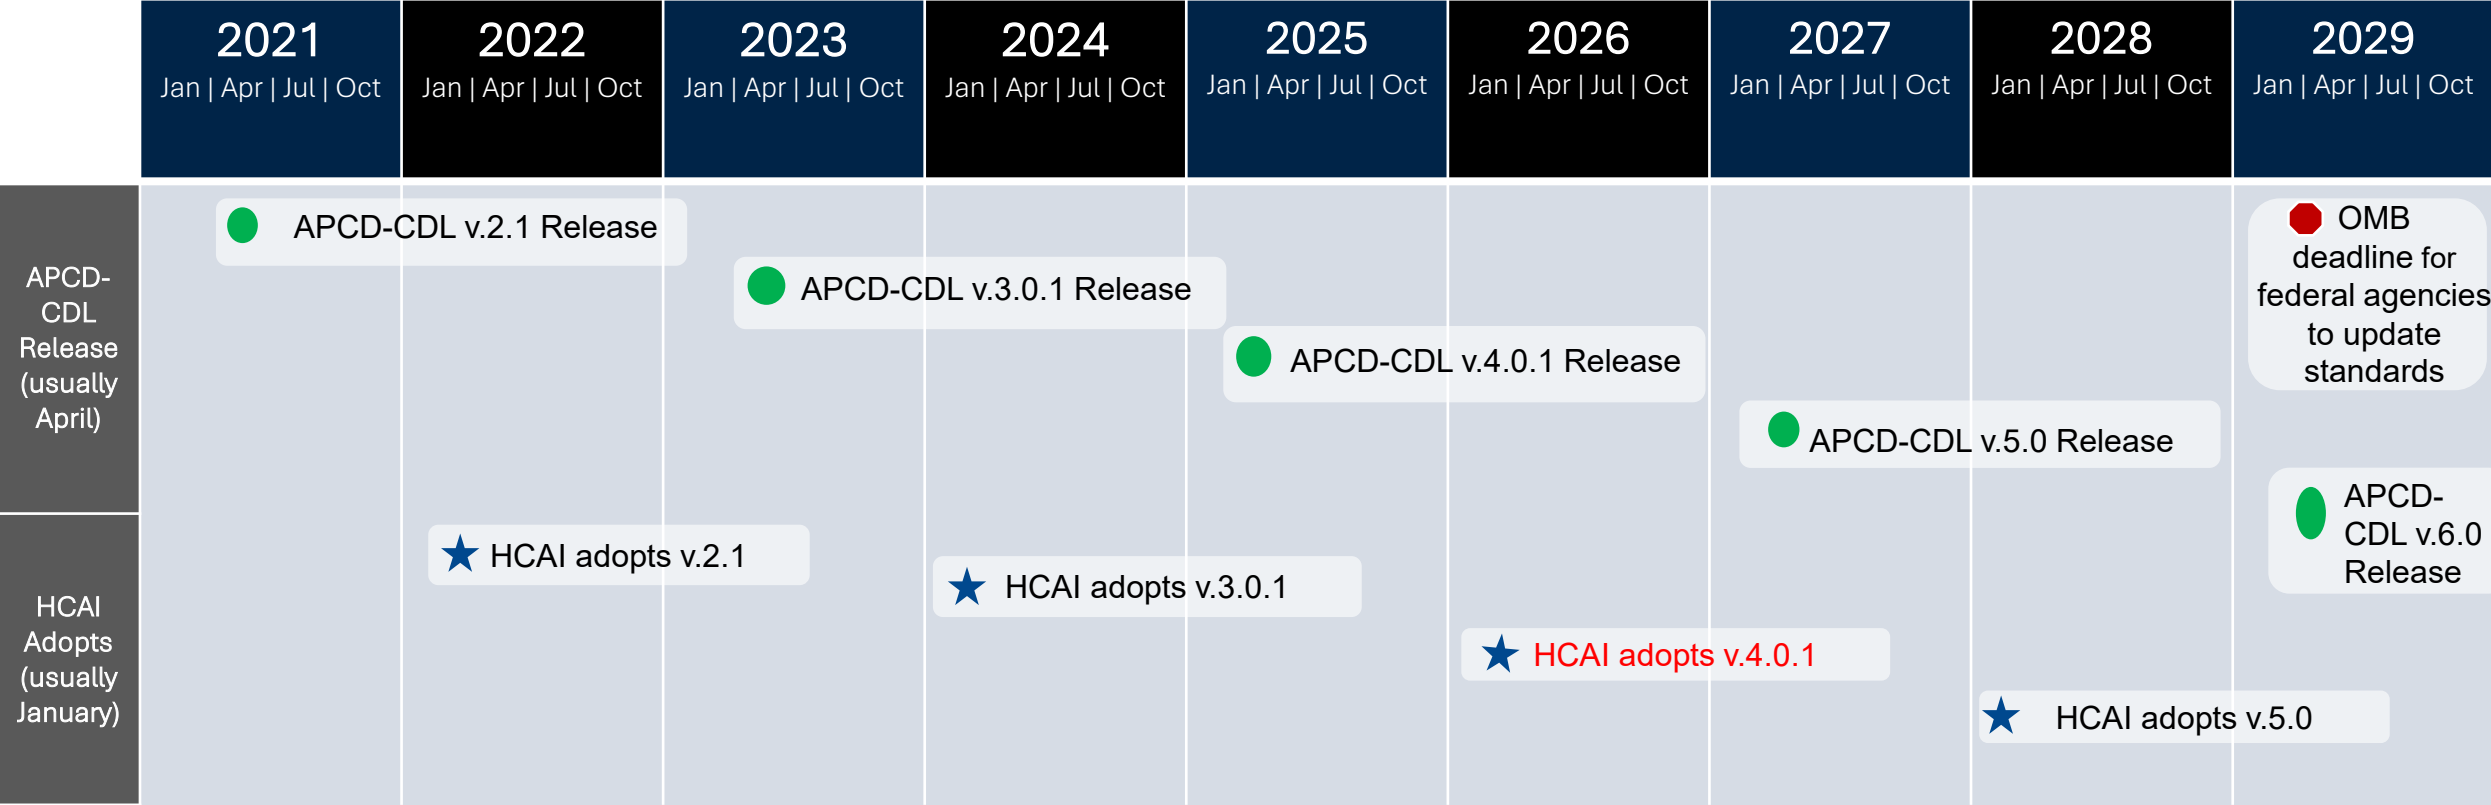 2021
Jan | Apr | Jul | Oct
2022
Jan | Apr | Jul | Oct
2023
Jan | Apr | Jul | Oct
2024
Jan | Apr | Jul | Oct
2025
Jan | Apr | Jul | Oct
2026
Jan | Apr | Jul | Oct
2027
Jan | Apr | Jul | Oct
2028
Jan | Apr | Jul | Oct
2029
Jan | Apr | Jul | Oct
APCD-
CDL
Release
(usually
April)
APCD-CDL v.2.1 Release
APCD-CDL v.3.0.1 Release
APCD-CDL v.4.0.1 Release
APCD-CDL v.5.0 Release
OMB
deadline for
federal agencies
to update
standards
APCD-
CDL v.6.0
Release
HCAI
Adopts
(usually
January)
HCAI adopts v.2.1
HCAI adopts v.3.0.1
HCAI adopts v.4.0.1
HCAI adopts v.5.0